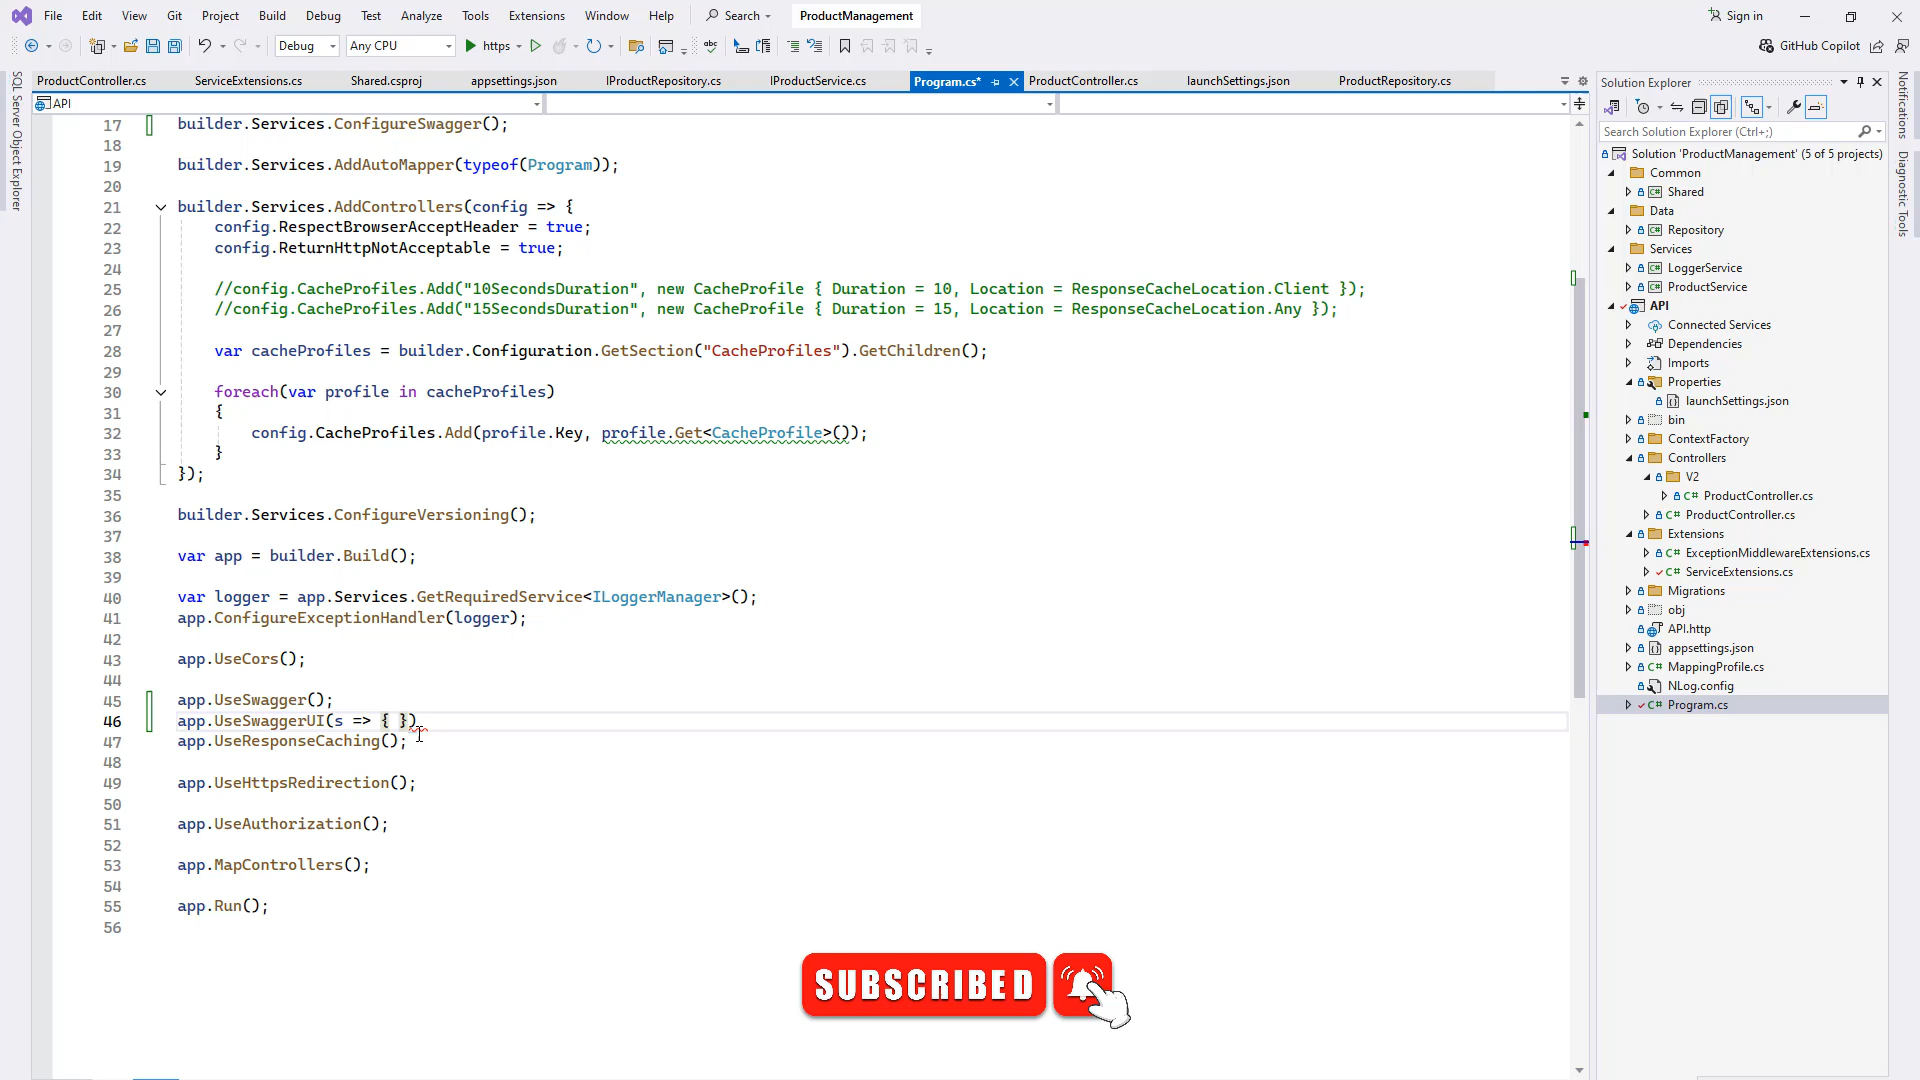 File Edit View Git Project Build Debug Test Analyze Tools Extensions Window Help Search ProductManagement Sign in
Debug Any CPU https GitHub Copilot
ProductController.cs ServiceExtensions.cs Shared.csproj appsettings.json IProductRepository.cs IProductService.cs Program.cs* ProductController.cs launchSettings.json ProductRepository.cs
API
SQL Server Object Explorer
17 builder.Services.ConfigureSwagger();
18
19 builder.Services.AddAutoMapper(typeof(Program));
20
21 builder.Services.AddControllers(config => {
22 config.RespectBrowserAcceptHeader = true;
23 config.ReturnHttpNotAcceptable = true;
24
25 //config.CacheProfiles.Add("10SecondsDuration", new CacheProfile { Duration = 10, Location = ResponseCacheLocation.Client });
26 //config.CacheProfiles.Add("15SecondsDuration", new CacheProfile { Duration = 15, Location = ResponseCacheLocation.Any });
27
28 var cacheProfiles = builder.Configuration.GetSection("CacheProfiles").GetChildren();
29
30 foreach(var profile in cacheProfiles)
31 {
32 config.CacheProfiles.Add(profile.Key, profile.Get<CacheProfile>());
33 }
34 });
35
36 builder.Services.ConfigureVersioning();
37
38 var app = builder.Build();
39
40 var logger = app.Services.GetRequiredService<ILoggerManager>();
41 app.ConfigureExceptionHandler(logger);
42
43 app.UseCors();
44
45 app.UseSwagger();
46 app.UseSwaggerUI(s => { })
47 app.UseResponseCaching();
48
49 app.UseHttpsRedirection();
50
51 app.UseAuthorization();
52
53 app.MapControllers();
54
55 app.Run();
56
SUBSCRIBED
Solution Explorer
Search Solution Explorer (Ctrl+;)
Solution 'ProductManagement' (5 of 5 projects)
Common
Shared
Data
Repository
Services
LoggerService
ProductService
API
Connected Services
Dependencies
Imports
Properties
launchSettings.json
bin
ContextFactory
Controllers
V2
ProductController.cs
ProductController.cs
Extensions
ExceptionMiddlewareExtensions.cs
ServiceExtensions.cs
Migrations
obj
API.http
appsettings.json
MappingProfile.cs
NLog.config
Program.cs
Notifications
Diagnostic Tools